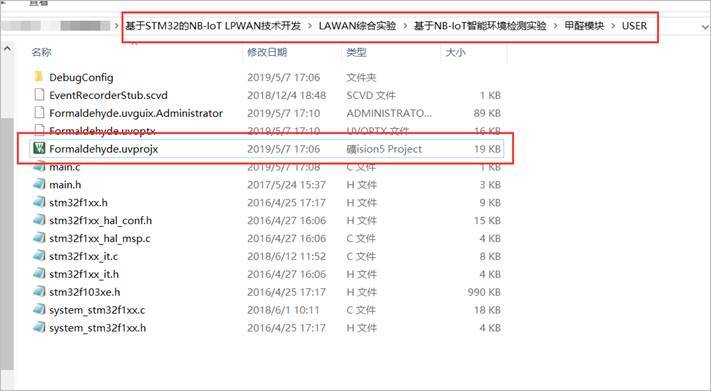 查看
基于STM32的NB-IoT LPWAN技术开发 > LAWAN综合实验 > 基于NB-IoT智能环境检测实验 > 甲醛模块 > USER
名称 修改日期 类型 大小
DebugConfig 2019/5/7 17:06 文件夹
EventRecorderStub.scvd 2018/12/4 18:48 SCVD 文件 1 KB
Formaldehyde.uvguix.Administrator 2019/5/7 17:10 ADMINISTRATO... 89 KB
Formaldehyde.uvoptx 2019/5/7 17:10 UVOPTX 文件 16 KB
Formaldehyde.uvprojx 2019/5/7 17:06 礦ision5 Project 19 KB
main.c 2019/5/7 17:08 C 文件 1 KB
main.h 2017/5/24 15:37 H 文件 3 KB
stm32f1xx.h 2016/4/25 17:17 H 文件 9 KB
stm32f1xx_hal_conf.h 2016/4/27 16:06 H 文件 15 KB
stm32f1xx_hal_msp.c 2016/4/27 16:06 C 文件 4 KB
stm32f1xx_it.c 2018/6/12 11:52 C 文件 8 KB
stm32f1xx_it.h 2016/4/27 16:06 H 文件 4 KB
stm32f103xe.h 2016/4/25 17:17 H 文件 990 KB
system_stm32f1xx.c 2018/6/1 10:11 C 文件 18 KB
system_stm32f1xx.h 2016/4/25 17:17 H 文件 4 KB